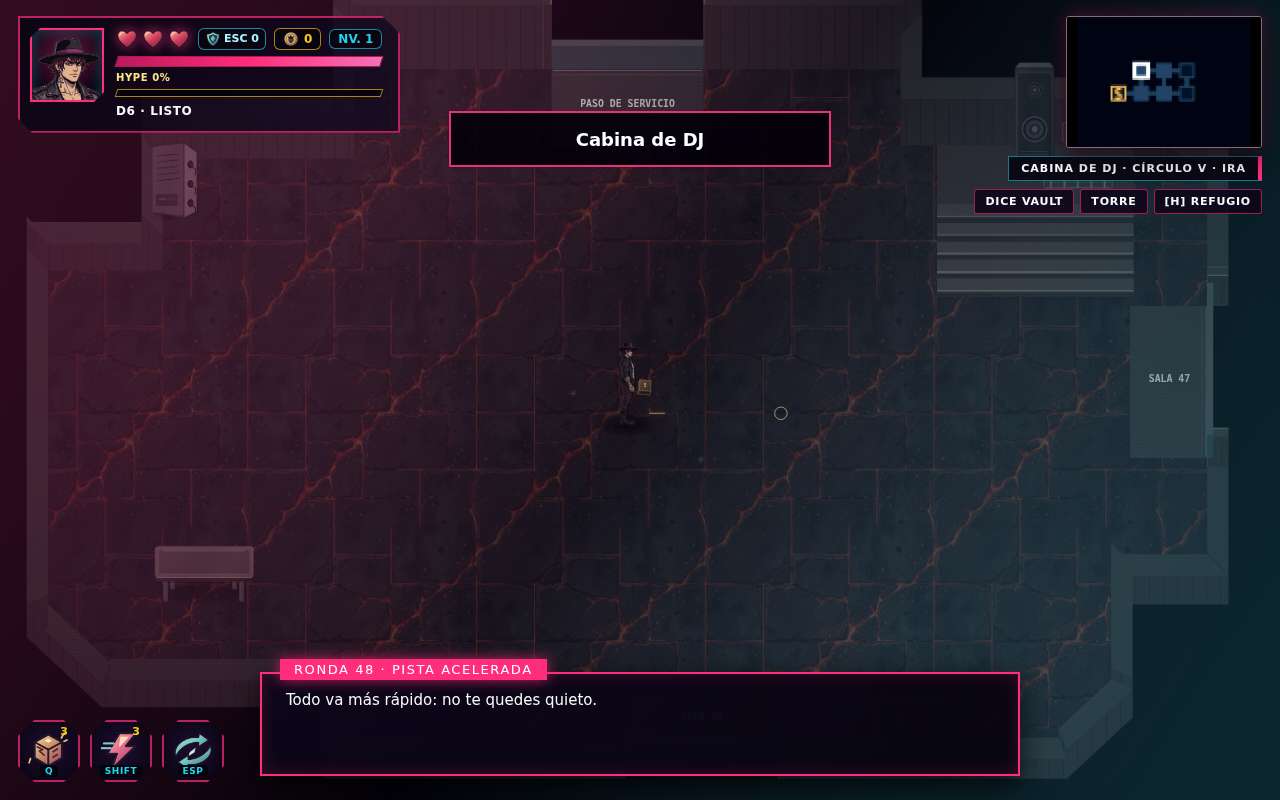 ESC 0
0
NV. 1
HYPE 0%
D6 · LISTO
PASO DE SERVICIO
Cabina de DJ
S
CABINA DE DJ · CÍRCULO V · IRA
DICE VAULT
TORRE
[H] REFUGIO
SALA 47
RONDA 48 · PISTA ACELERADA
Todo va más rápido: no te quedes quieto.
3
Q
3
SHIFT
ESP